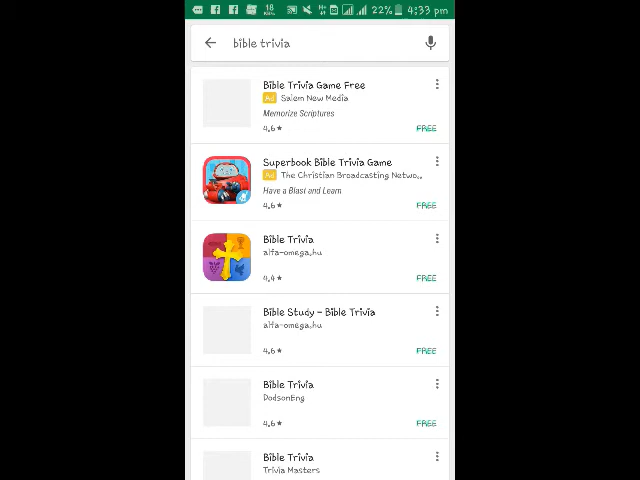 18
KB/s
22%
4:33 pm
bible trivia
Bible Trivia Game Free
Ad Salem New Media
Memorize Scriptures
4.6★ FREE
Superbook Bible Trivia Game
Ad The Christian Broadcasting Netwo..
Have a Blast and Learn
4.6★ FREE
Bible Trivia
alfa-omega.hu
4.4★ FREE
Bible Study - Bible Trivia
alfa-omega.hu
4.6★ FREE
Bible Trivia
DodsonEng
4.6★ FREE
Bible Trivia
Trivia Masters